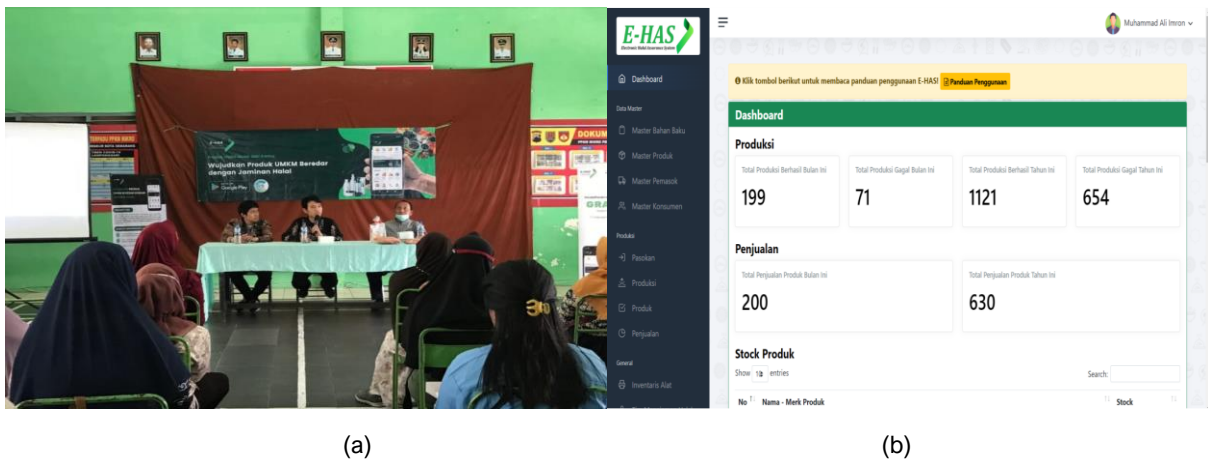 Wujudkan Produk UMKM Beredar
dengan Jaminan Halal
Google Play
DOKUM
GRA
E-HAS
Muhammad Ali Imron
Klik tombol berikut untuk membaca panduan penggunaan E-HAS! Panduan Penggunaan
Dashboard
Data Master
Master Bahan Baku
Master Produk
Master Pemasok
Master Konsumen
Produksi
Pasokan
Produksi
Produk
Penjualan
General
Inventaris Alat
Dashboard
Produksi
Total Produksi Berhasil Bulan Ini
199
Total Produksi Gagal Bulan Ini
71
Total Produksi Berhasil Tahun Ini
1121
Total Produksi Gagal Tahun Ini
654
Penjualan
Total Penjualan Produk Bulan Ini
200
Total Penjualan Produk Tahun Ini
630
Stock Produk
Show entries
Search:
No Nama - Merk Produk Stock
(a)
(b)